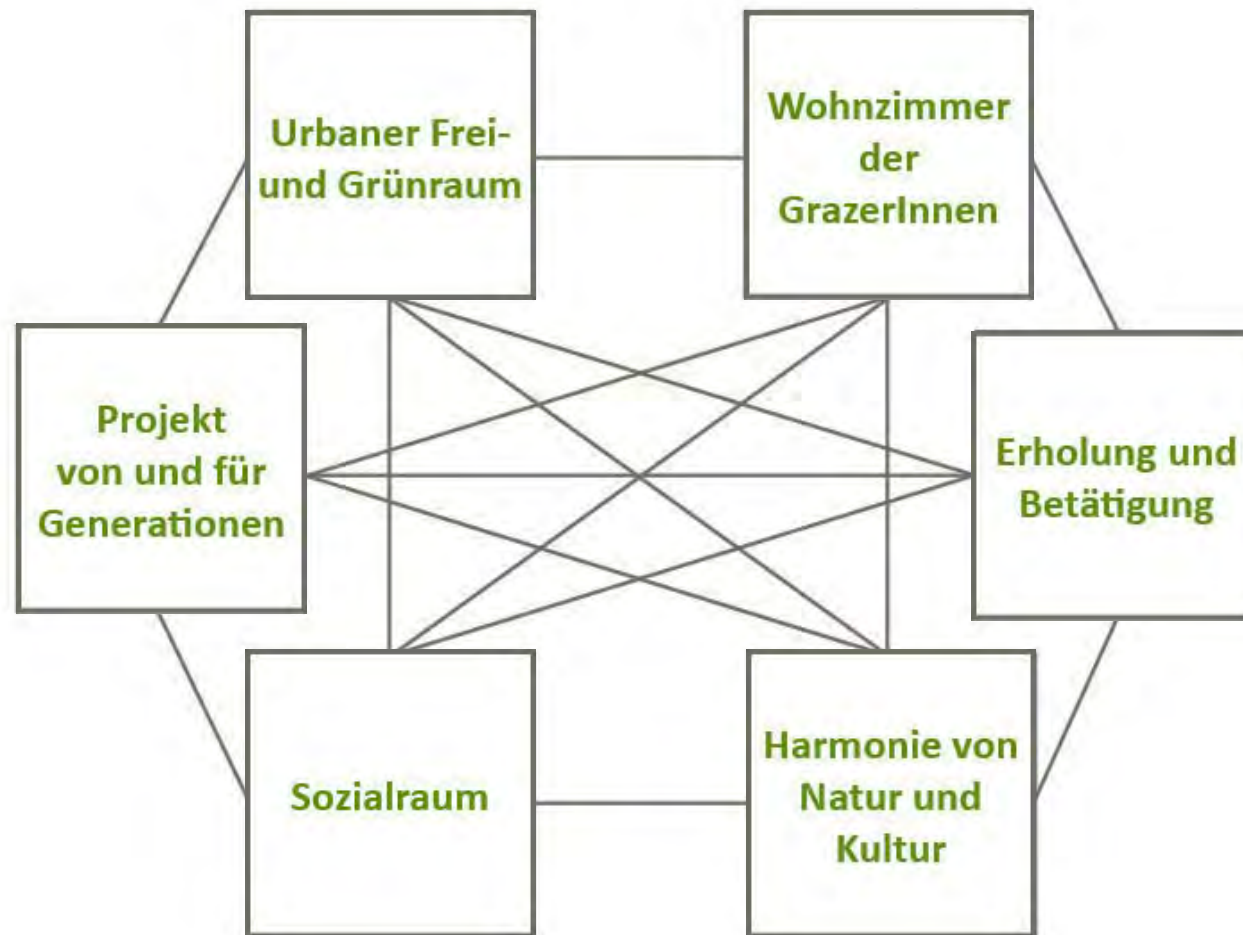 Urbaner Frei-
und Grünraum
Wohnzimmer
der
GrazerInnen
Projekt
von und für
Generationen
Erholung und
Betätigung
Sozialraum
Harmonie von
Natur und
Kultur